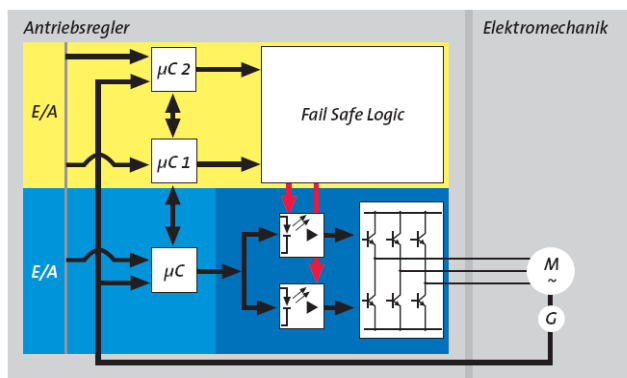 Antriebsregler
Elektromechanik
E/A
µC 2
Fail Safe Logic
µC 1
E/A
µC
M
~
G